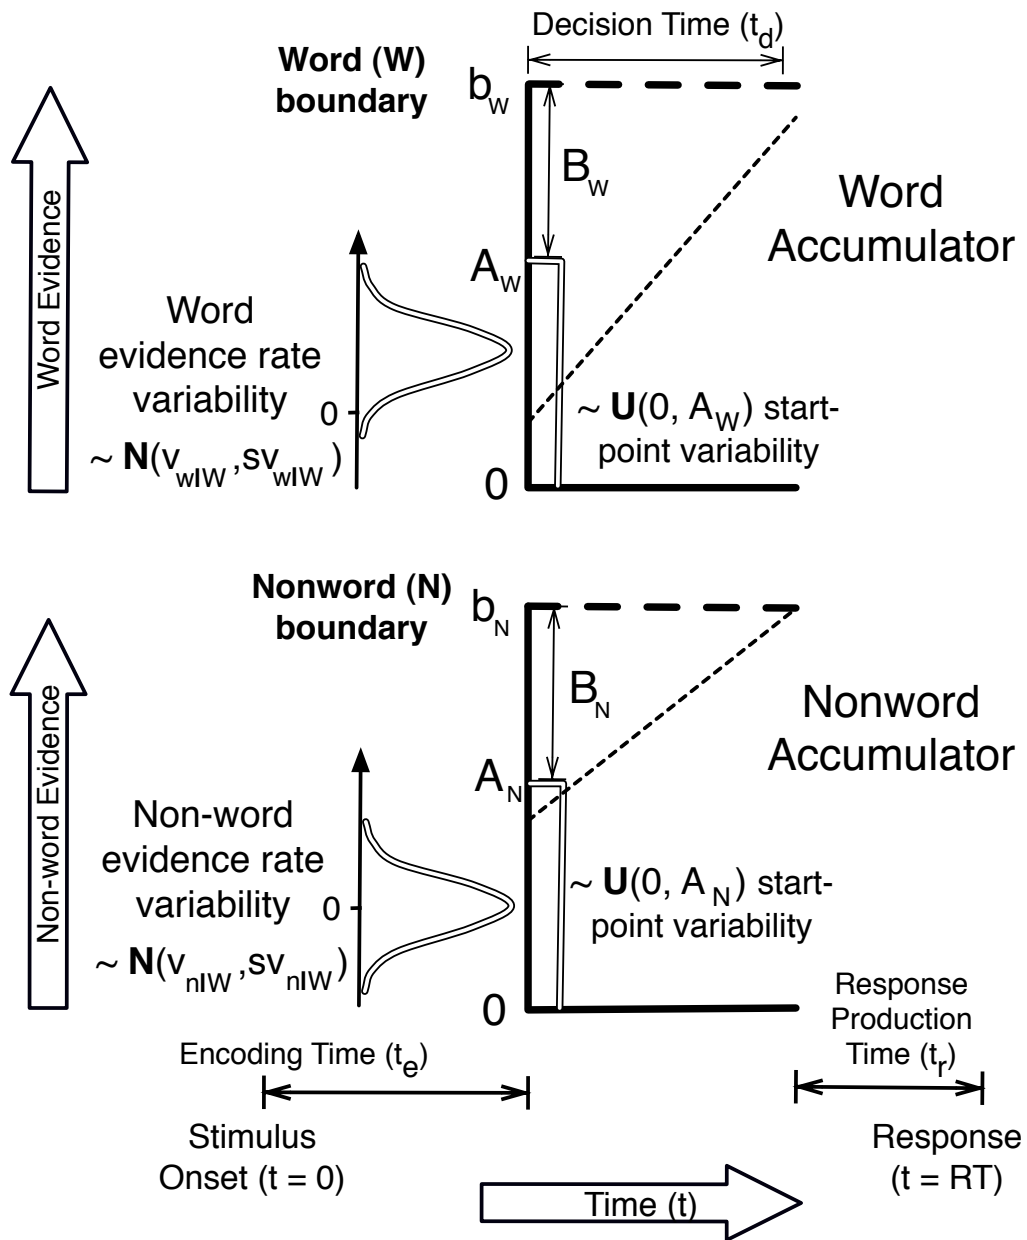 Decision Time (t_d)
Word (W)
boundary
b_W
B_W
Word Evidence
Word
Accumulator
A_W
Word
evidence rate
variability
0
~ N(v_wIW,sv_wIW)
~ U(0, A_W) start-
point variability
0
Nonword (N)
boundary
b_N
B_N
Non-word Evidence
Nonword
Accumulator
A_N
Non-word
evidence rate
variability
0
~ N(v_nIW,sv_nIW)
~ U(0, A_N) start-
point variability
0
Response
Production
Time (t_r)
Encoding Time (t_e)
Stimulus
Onset (t = 0)
Response
(t = RT)
Time (t)